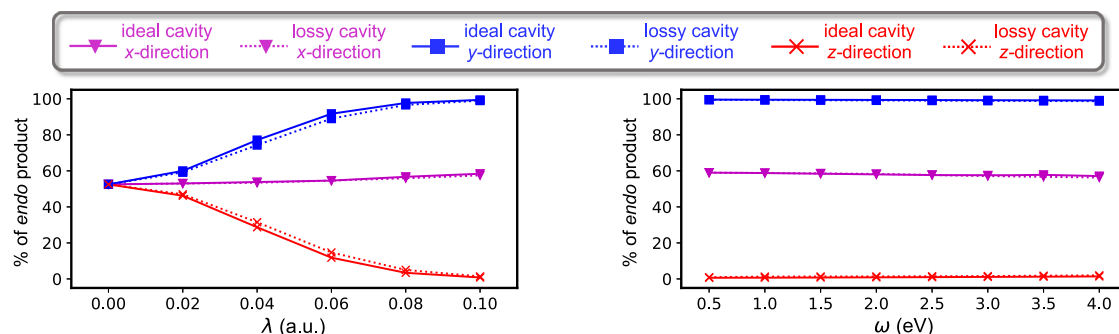 ideal cavity lossy cavity ideal cavity lossy cavity ideal cavity lossy cavity
x-direction x-direction y-direction y-direction z-direction z-direction
% of endo product
100
80
60
40
20
0
0.00 0.02 0.04 0.06 0.08 0.10
λ (a.u.)
% of endo product
100
80
60
40
20
0
0.5 1.0 1.5 2.0 2.5 3.0 3.5 4.0
ω (eV)